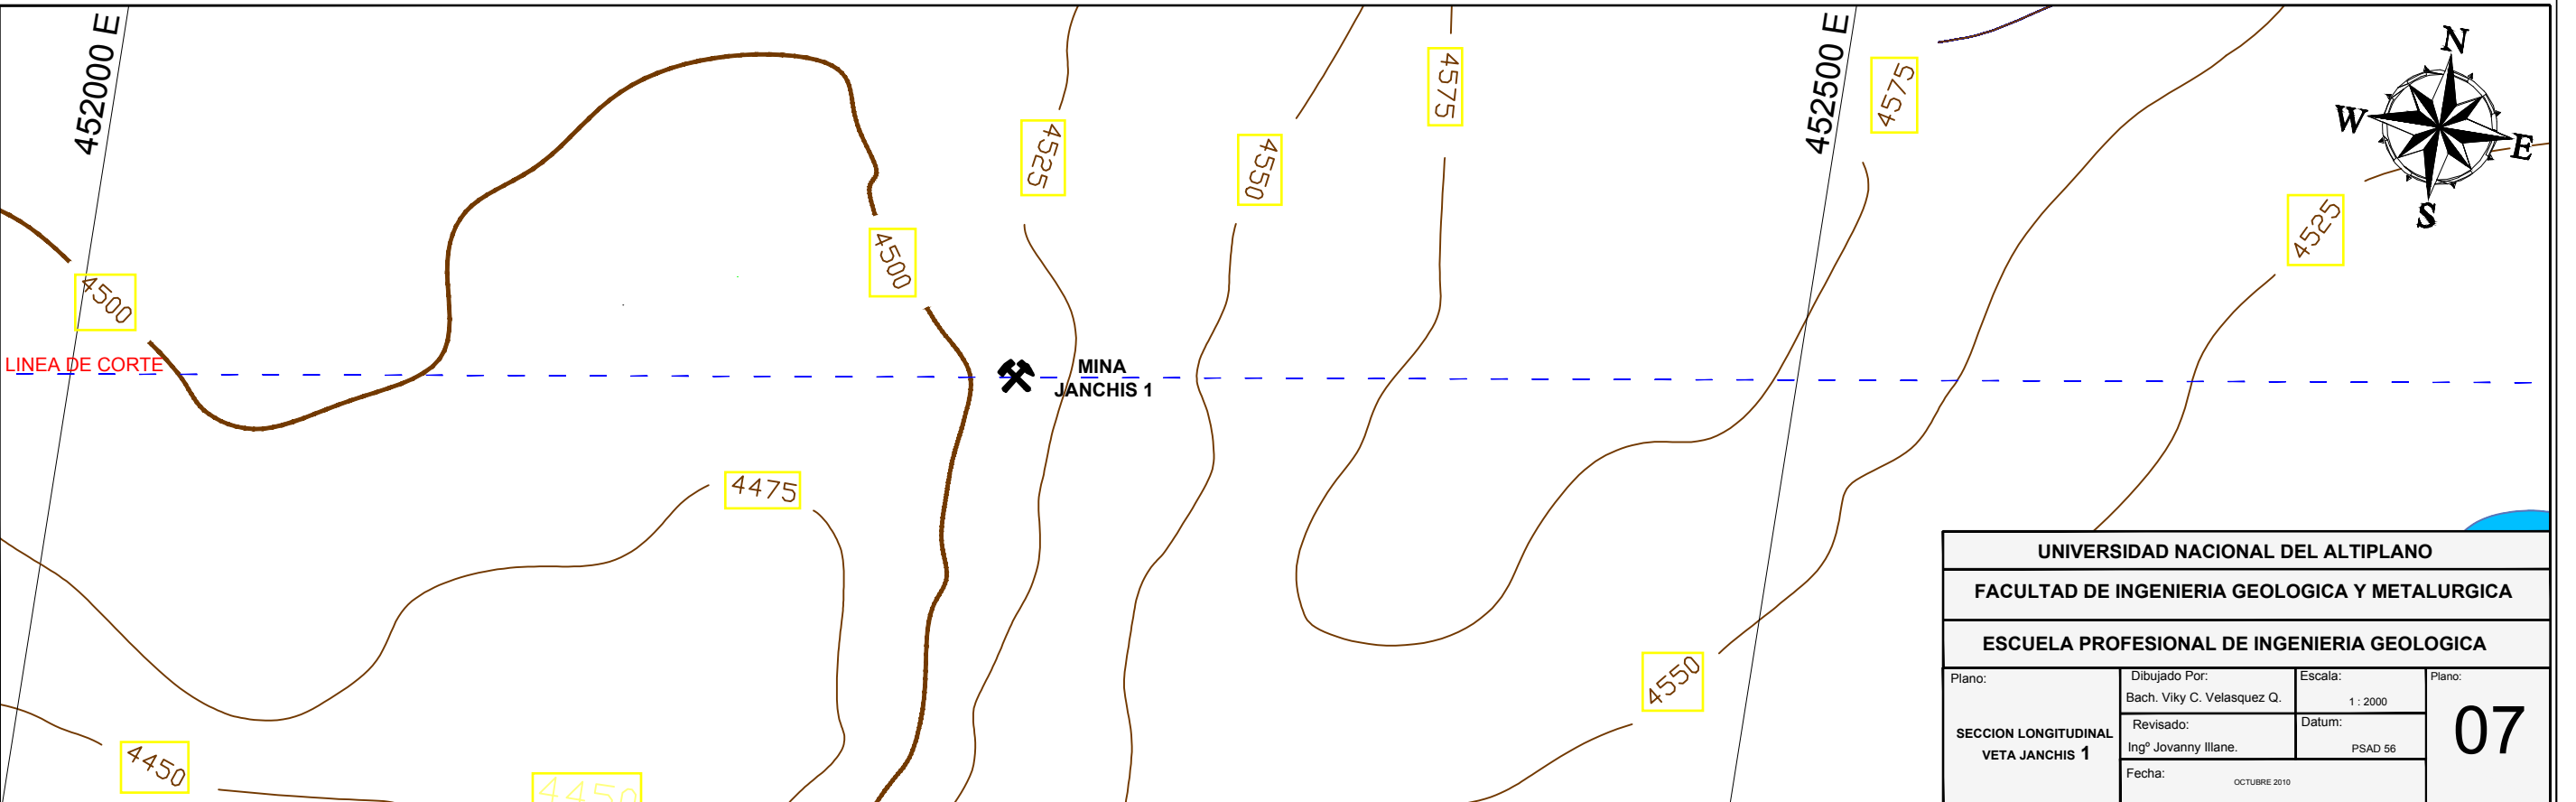 452000 E
4500
LINEA DE CORTE
4500
4525
4550
4575
452500 E
4575
N
W
E
S
4525
MINA
JANCHIS 1
4475
4450
4450
4550
UNIVERSIDAD NACIONAL DEL ALTIPLANO
FACULTAD DE INGENIERIA GEOLOGICA Y METALURGICA
ESCUELA PROFESIONAL DE INGENIERIA GEOLOGICA
Plano:
SECCION LONGITUDINAL
VETA JANCHIS 1
Dibujado Por:
Bach. Viky C. Velasquez Q.
Escala:
1 : 2000
Revisado:
Ingº Jovanny Illane.
Datum:
PSAD 56
Fecha:
OCTUBRE 2010
Plano:
07